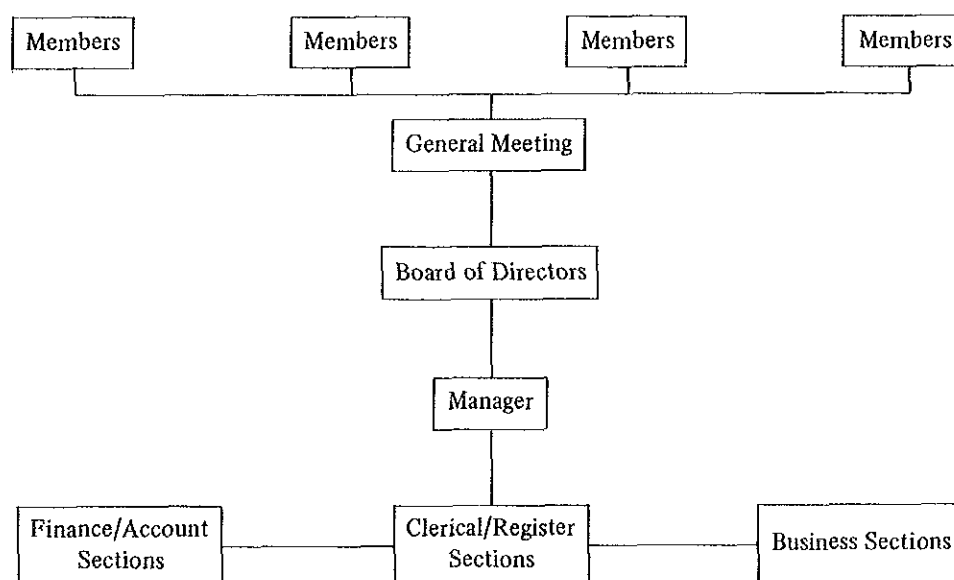 Members
Members
Members
Members
General Meeting
Board of Directors
Manager
Finance/Account
Sections
Clerical/Register
Sections
Business Sections